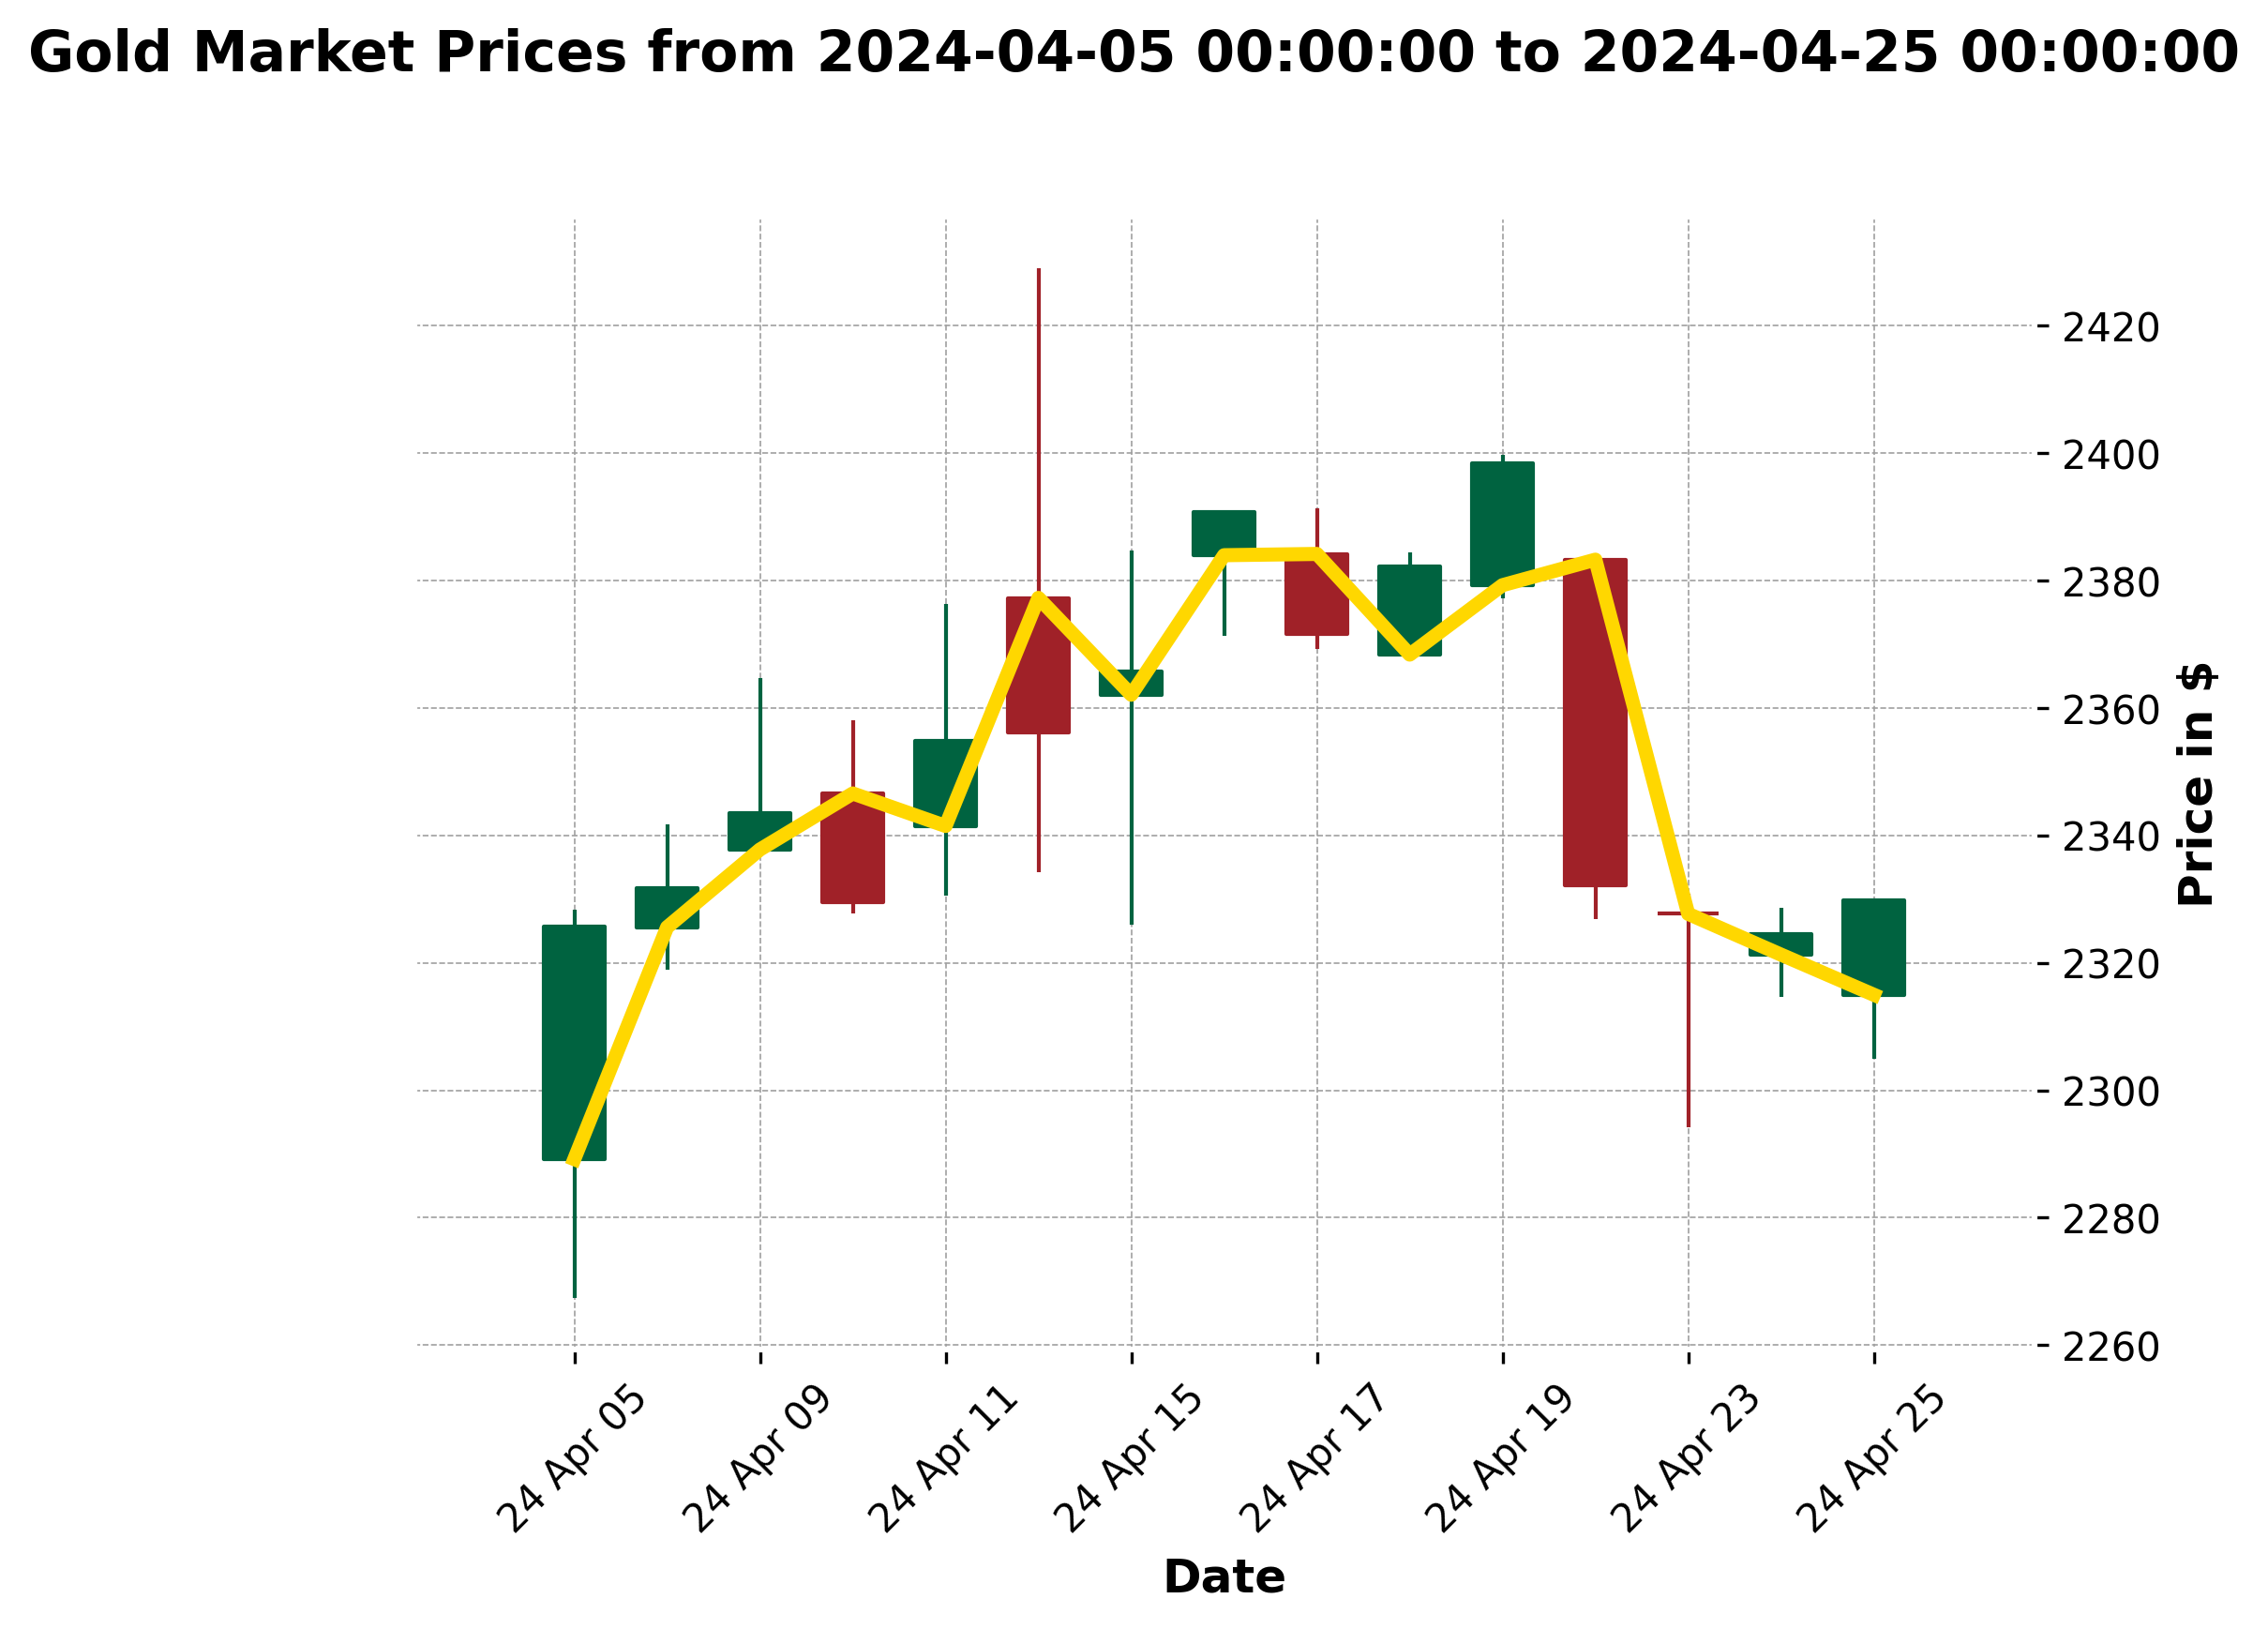 Gold Market Prices from 2024-04-05 00:00:00 to 2024-04-25 00:00:00
2420
2400
2380
2360
2340
2320
2300
2280
2260
Price in $
24 Apr 05
24 Apr 09
24 Apr 11
24 Apr 15
24 Apr 17
24 Apr 19
24 Apr 23
24 Apr 25
Date